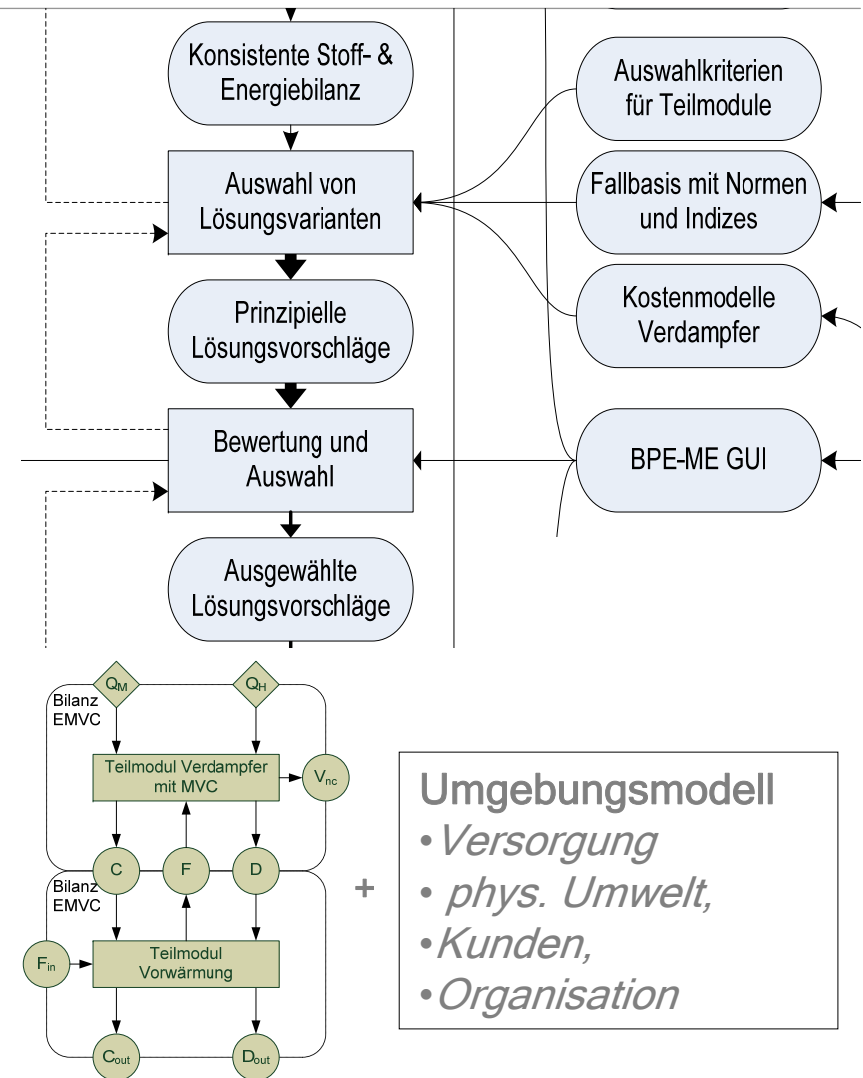 Konsistente Stoff- &
Energiebilanz
Auswahl von
Lösungsvarianten
Prinzipielle
Lösungsvorschläge
Bewertung und
Auswahl
Ausgewählte
Lösungsvorschläge
Auswahlkriterien
für Teilmodule
Fallbasis mit Normen
und Indizes
Kostenmodelle
Verdampfer
BPE-ME GUI
Bilanz
EMVC
QM
QH
Teilmodul Verdampfer
mit MVC
Vnc
C
F
D
Bilanz
EMVC
Fin
Teilmodul
Vorwärmung
Cout
Dout
+
Umgebungsmodell
•Versorgung
• phys. Umwelt,
•Kunden,
•Organisation